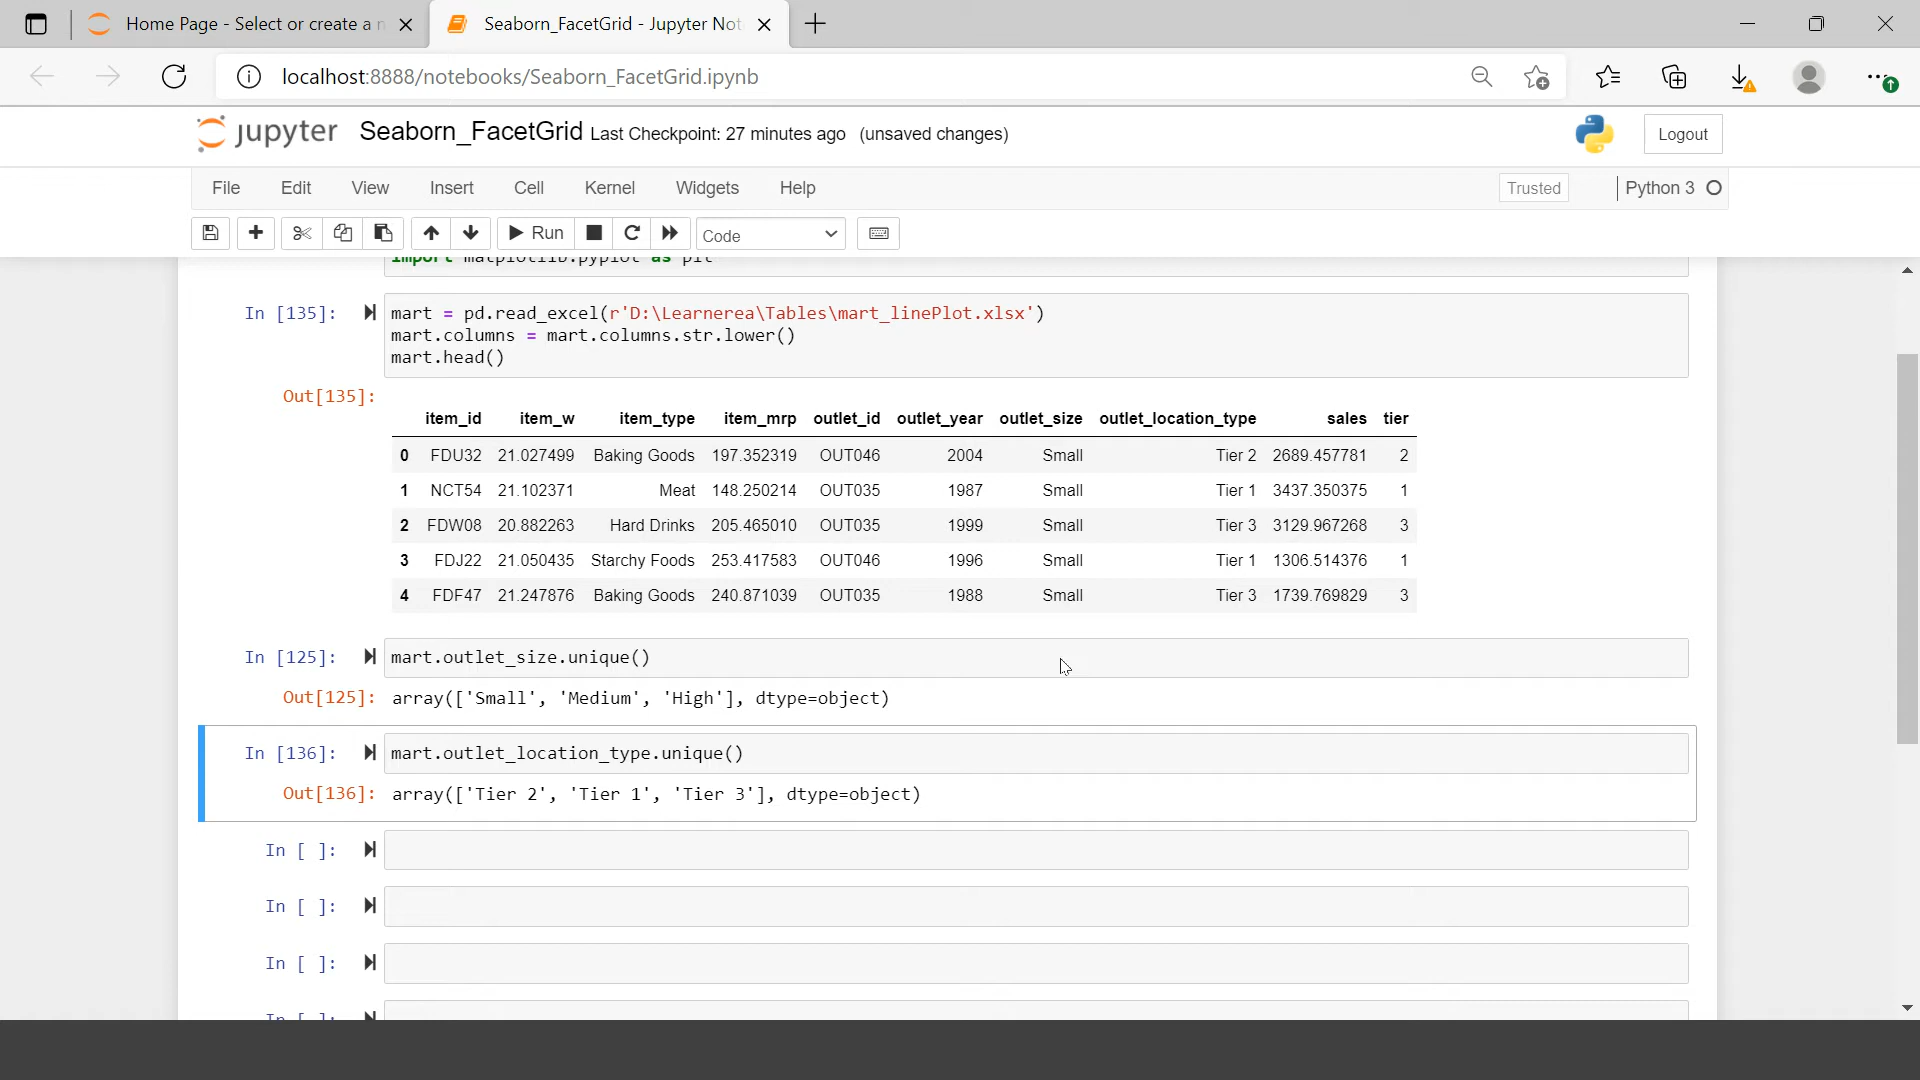 Home Page - Select or create a n
Seaborn_FacetGrid - Jupyter Not
localhost:8888/notebooks/Seaborn_FacetGrid.ipynb
jupyter Seaborn_FacetGrid Last Checkpoint: 27 minutes ago (unsaved changes)
Logout
File Edit View Insert Cell Kernel Widgets Help
Trusted Python 3
Run Code
import matplotlib.pyplot as plt
In [135]: mart = pd.read_excel(r'D:\Learnerea\Tables\mart_linePlot.xlsx')
mart.columns = mart.columns.str.lower()
mart.head()
Out[135]:
item_id item_w item_type item_mrp outlet_id outlet_year outlet_size outlet_location_type sales tier
0 FDU32 21.027499 Baking Goods 197.352319 OUT046 2004 Small Tier 2 2689.457781 2
1 NCT54 21.102371 Meat 148.250214 OUT035 1987 Small Tier 1 3437.350375 1
2 FDW08 20.882263 Hard Drinks 205.465010 OUT035 1999 Small Tier 3 3129.967268 3
3 FDJ22 21.050435 Starchy Foods 253.417583 OUT046 1996 Small Tier 1 1306.514376 1
4 FDF47 21.247876 Baking Goods 240.871039 OUT035 1988 Small Tier 3 1739.769829 3
In [125]: mart.outlet_size.unique()
Out[125]: array(['Small', 'Medium', 'High'], dtype=object)
In [136]: mart.outlet_location_type.unique()
Out[136]: array(['Tier 2', 'Tier 1', 'Tier 3'], dtype=object)
In [ ]:
In [ ]:
In [ ]:
In [ ]: